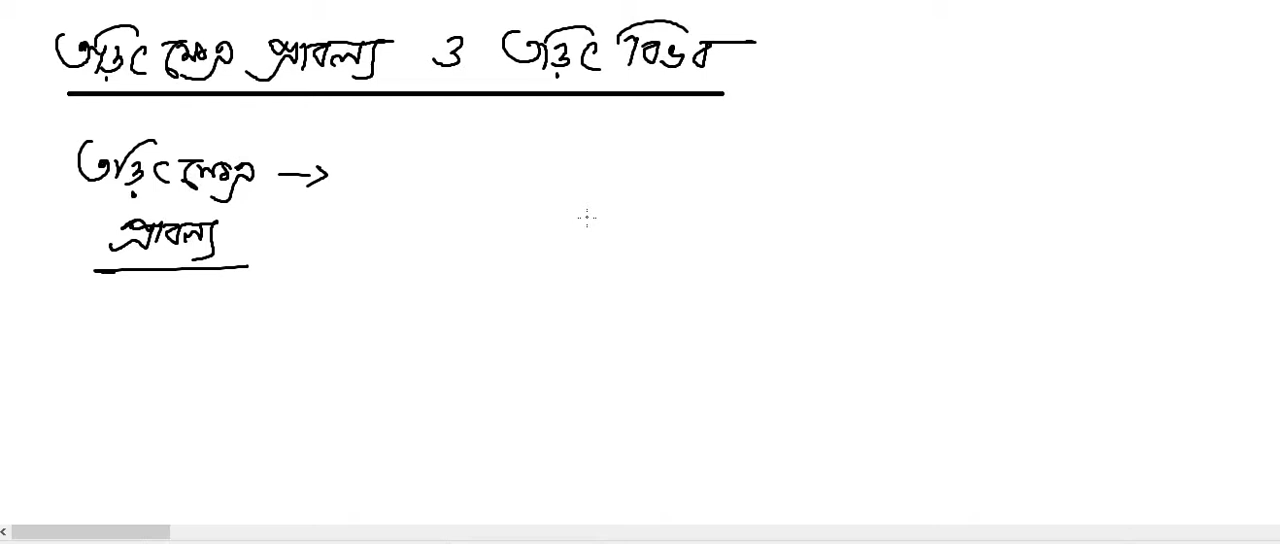 তড়িৎ ক্ষেত্র প্রাবল্য ও তড়িৎ বিভব
তড়িৎ ক্ষেত্র →
প্রাবল্য